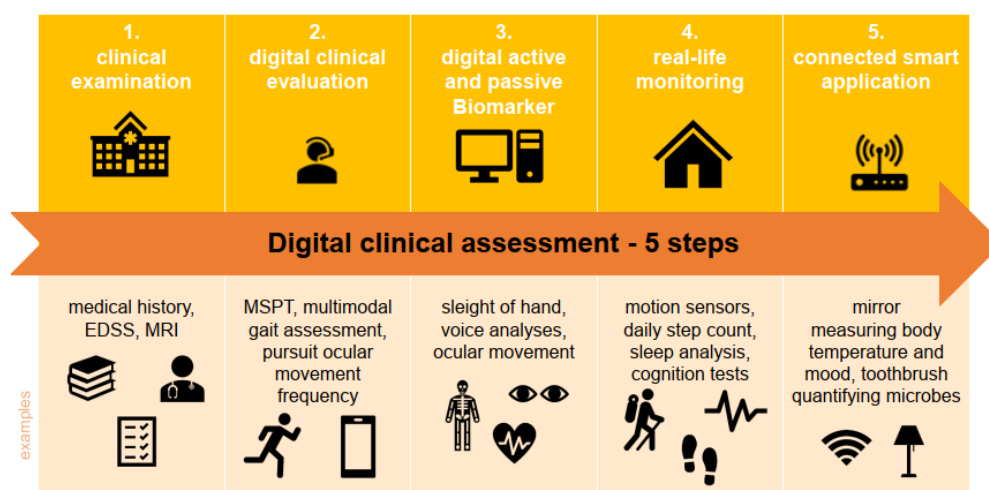 1.
clinical
examination
2.
digital clinical
evaluation
3.
digital active
and passive
Biomarker
4.
real-life
monitoring
5.
connected smart
application
Digital clinical assessment - 5 steps
examples
medical history,
EDSS, MRI
MSPT, multimodal
gait assessment,
pursuit ocular
movement
frequency
sleight of hand,
voice analyses,
ocular movement
motion sensors,
daily step count,
sleep analysis,
cognition tests
mirror
measuring body
temperature and
mood, toothbrush
quantifying microbes